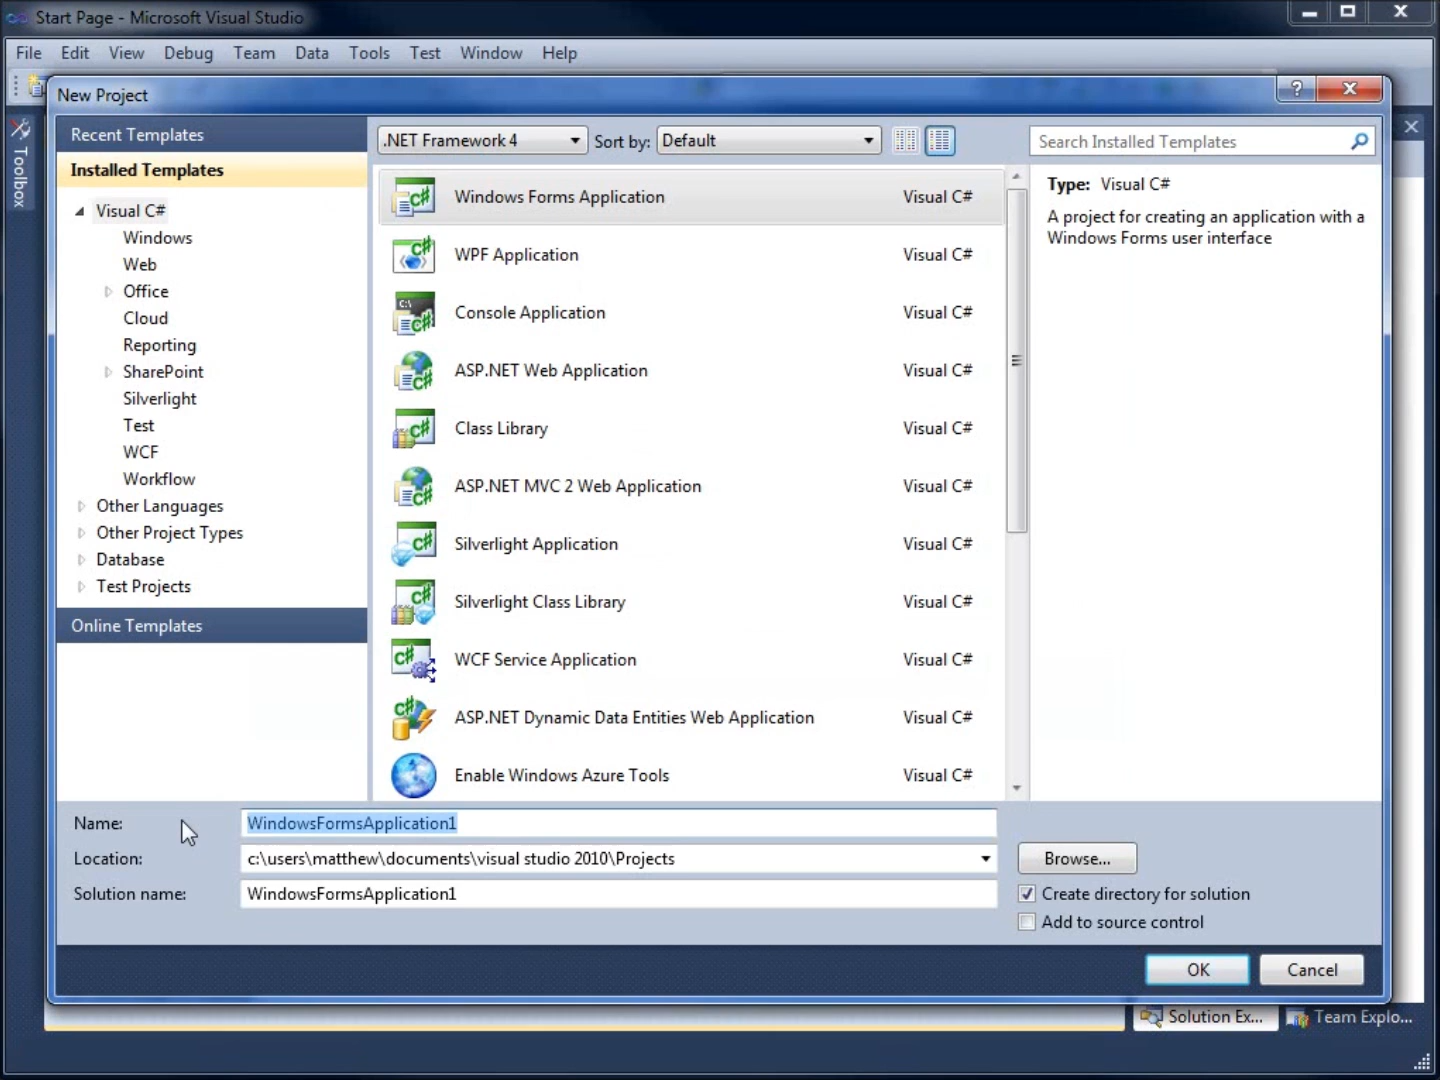 Start Page - Microsoft Visual Studio
File Edit View Debug Team Data Tools Test Window Help
New Project
Toolbox
Recent Templates
Installed Templates
Visual C#
Windows
Web
Office
Cloud
Reporting
SharePoint
Silverlight
Test
WCF
Workflow
Other Languages
Other Project Types
Database
Test Projects
Online Templates
.NET Framework 4 Sort by: Default
Search Installed Templates
Windows Forms Application Visual C#
WPF Application Visual C#
Console Application Visual C#
ASP.NET Web Application Visual C#
Class Library Visual C#
ASP.NET MVC 2 Web Application Visual C#
Silverlight Application Visual C#
Silverlight Class Library Visual C#
WCF Service Application Visual C#
ASP.NET Dynamic Data Entities Web Application Visual C#
Enable Windows Azure Tools Visual C#
Type: Visual C#
A project for creating an application with a
Windows Forms user interface
Name: WindowsFormsApplication1
Location: c:\users\matthew\documents\visual studio 2010\Projects
Browse...
Solution name: WindowsFormsApplication1
Create directory for solution
Add to source control
OK Cancel
Solution Ex... Team Explo...